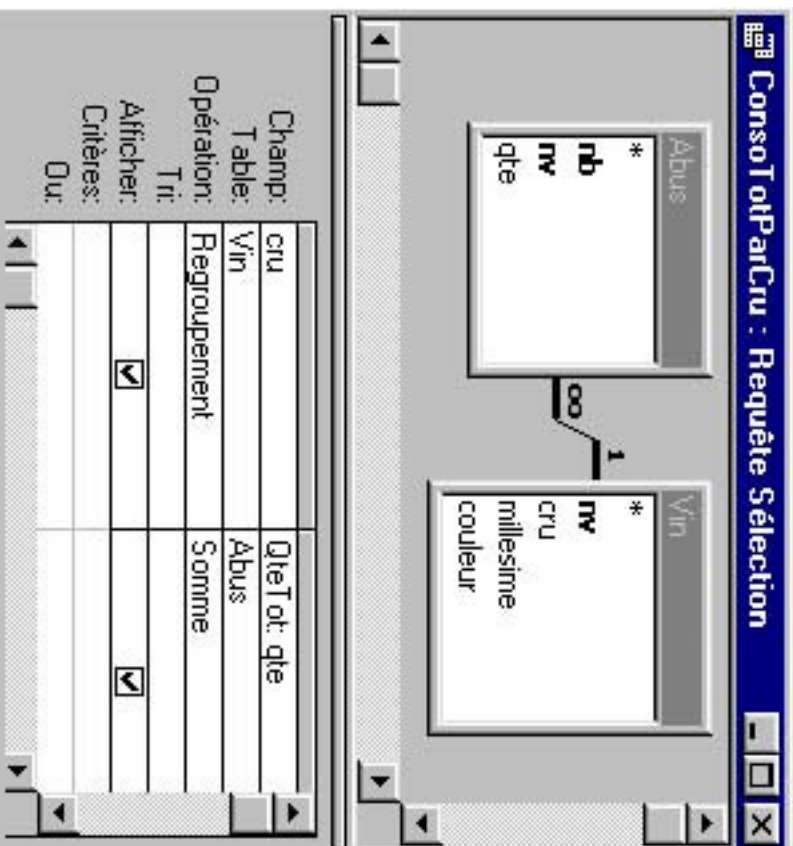 ConsoTotParCru : Requête Sélection
Abus
*
nb
nv
qte
∞ 1
Vin
*
nv
cru
millesime
couleur
Champ: cru QteTot: qte
Table: Vin Abus
Opération: Regroupement Somme
Tri:
Afficher:
Critères:
Ou: